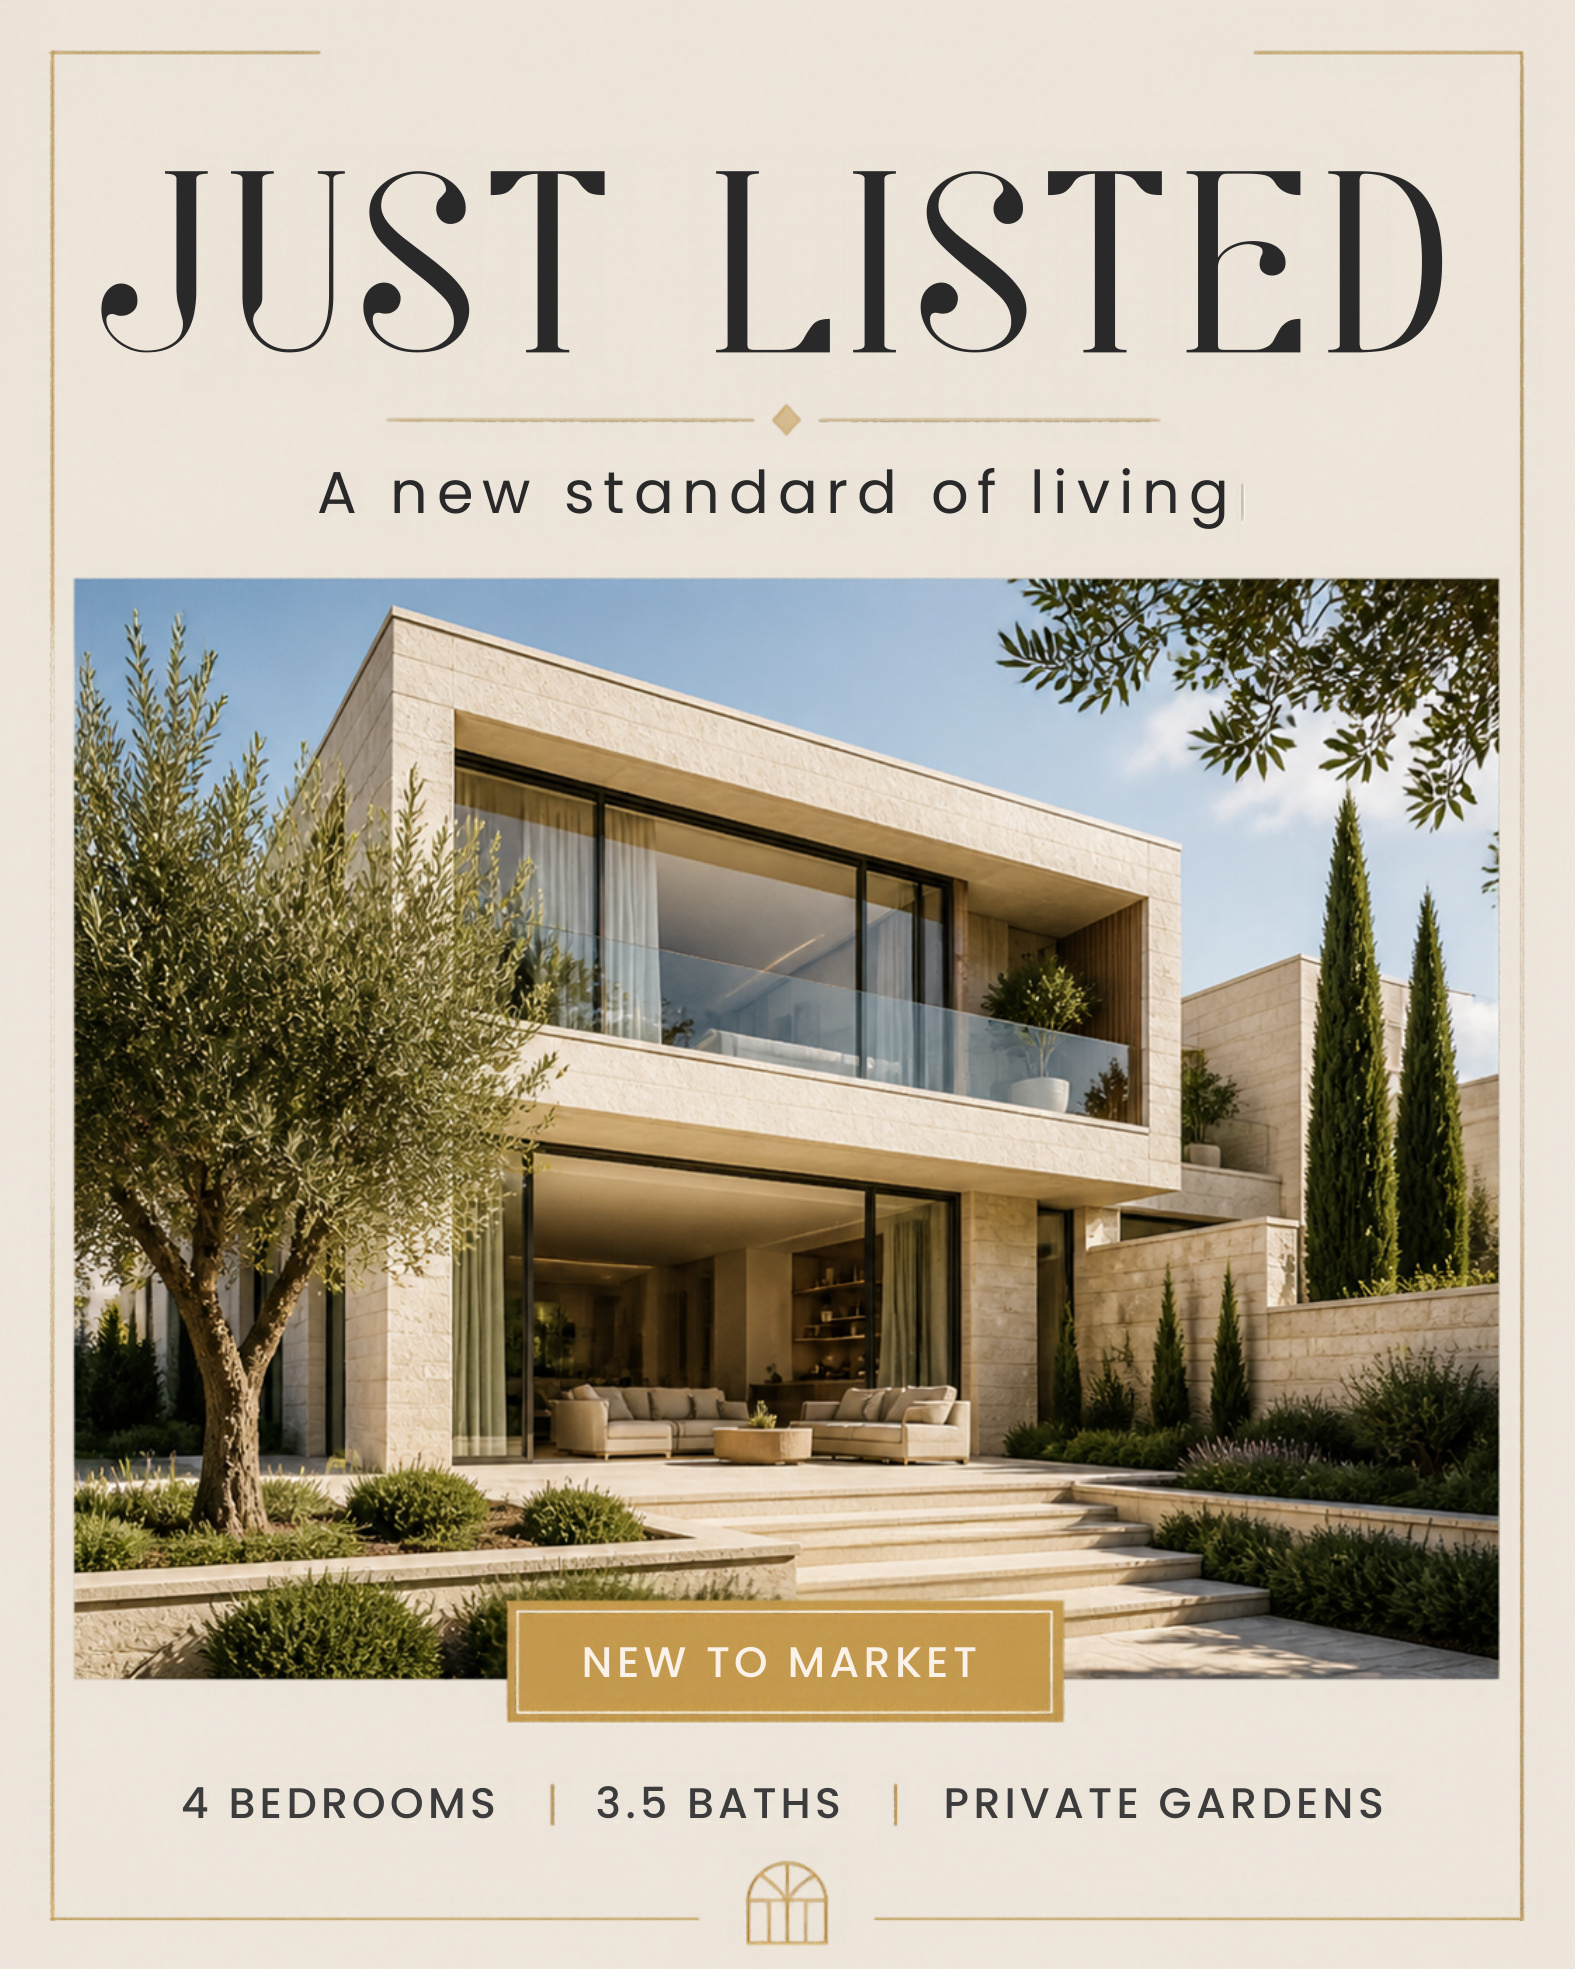 JUST LISTED
A new standard of living
NEW TO MARKET
4 BEDROOMS | 3.5 BATHS | PRIVATE GARDENS